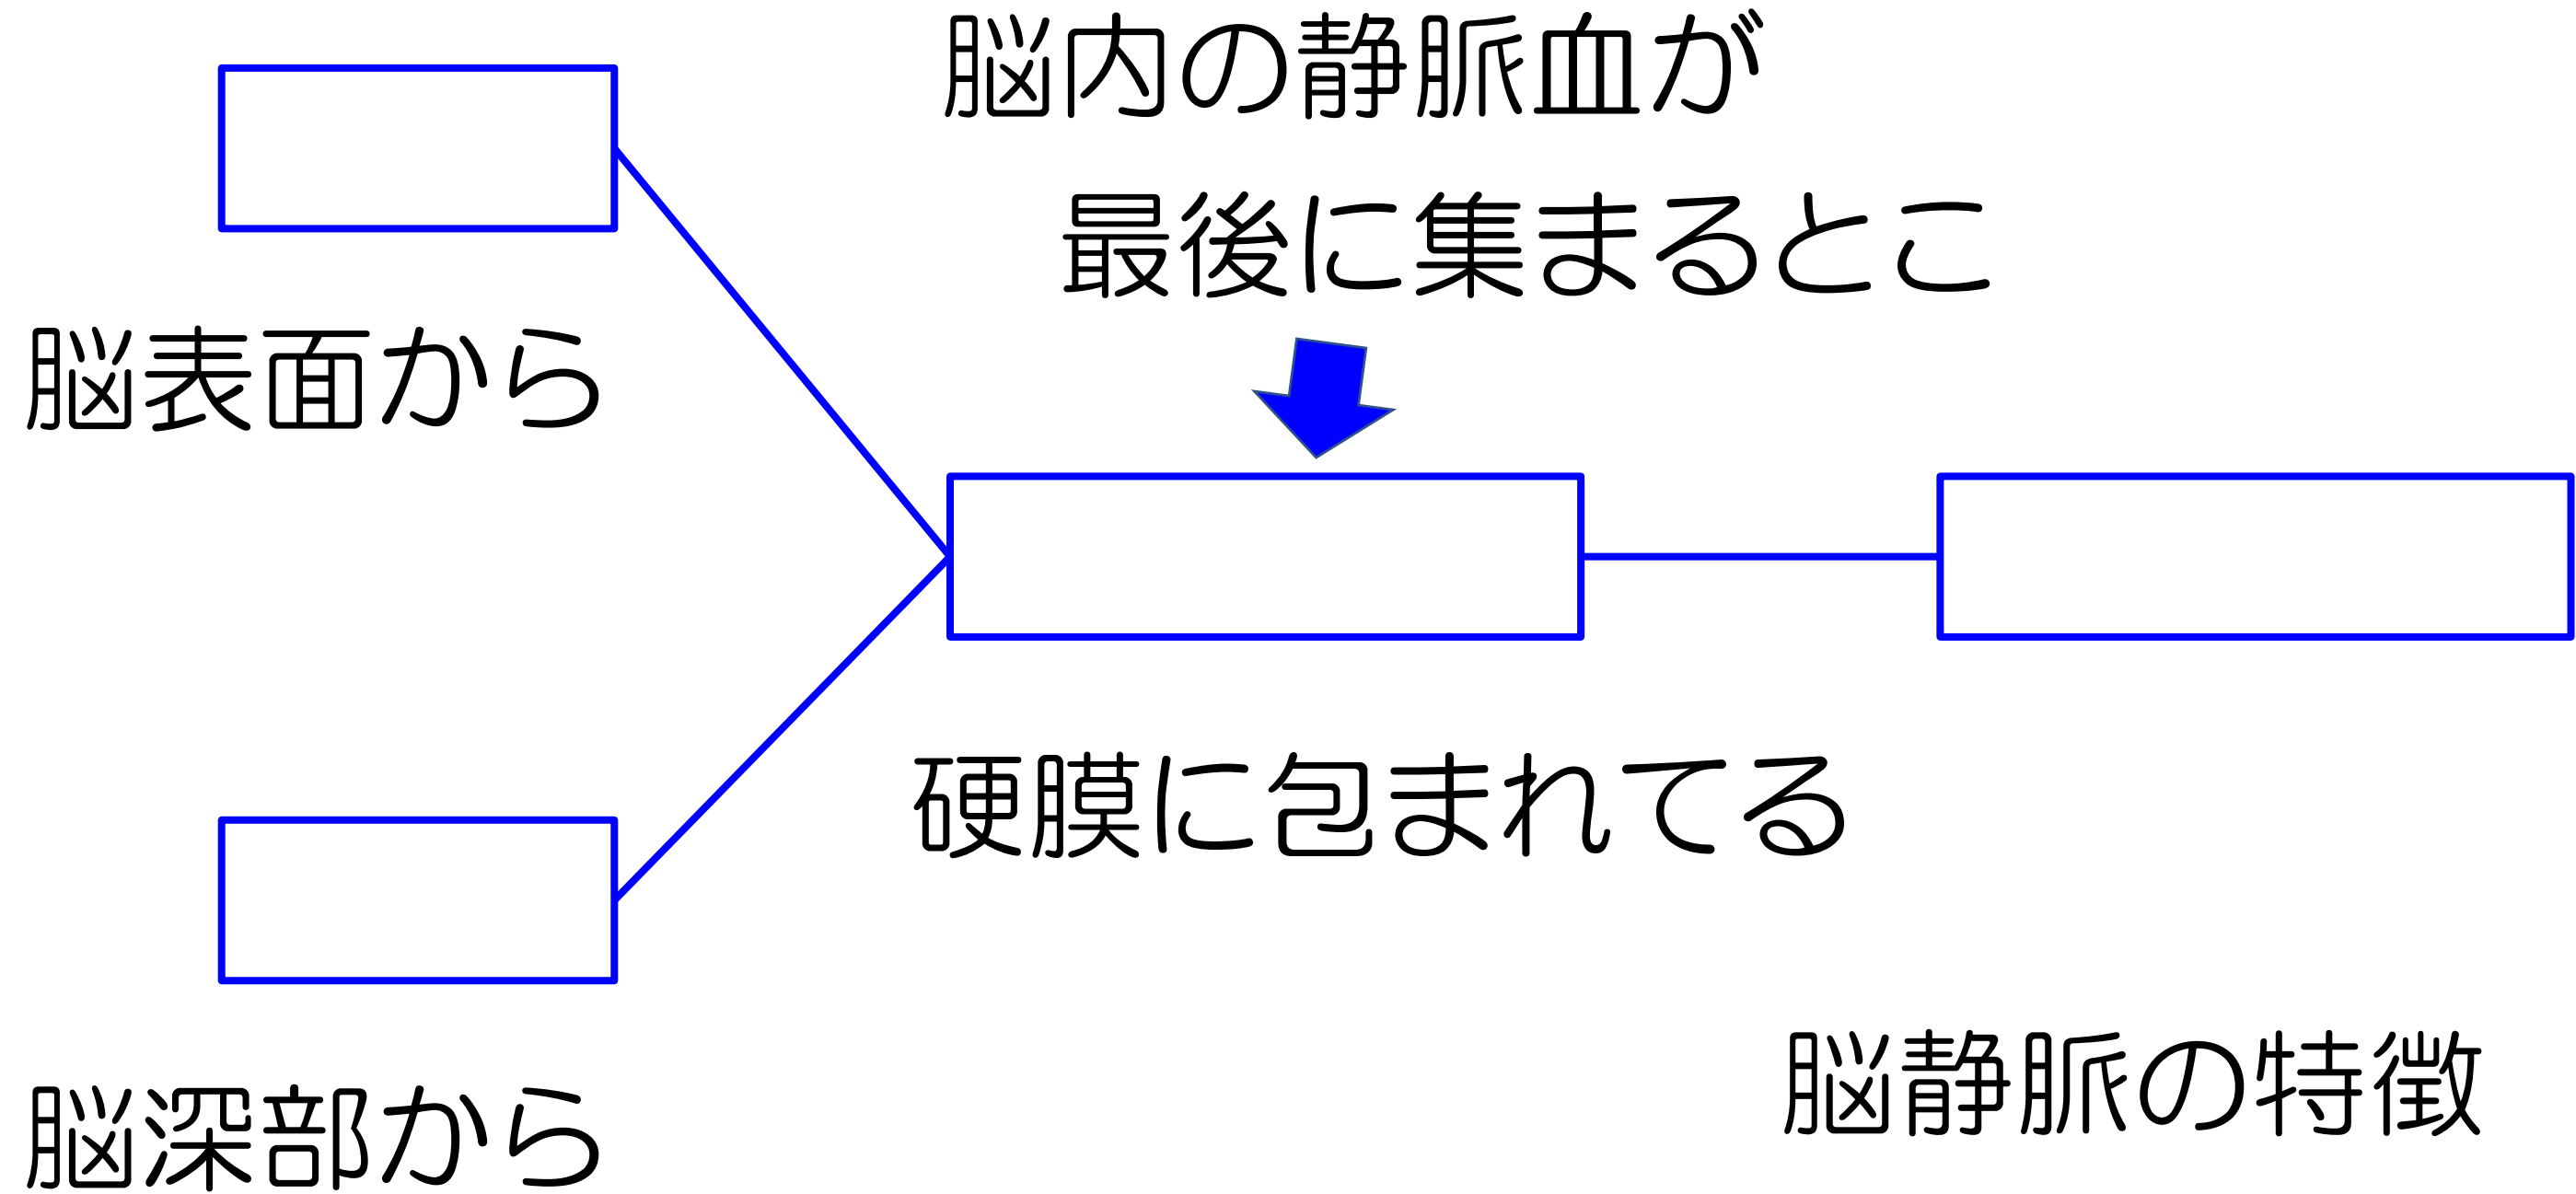 脳内の静脈血が
最後に集まるとこ
脳表面から
硬膜に包まれてる
脳深部から
脳静脈の特徴